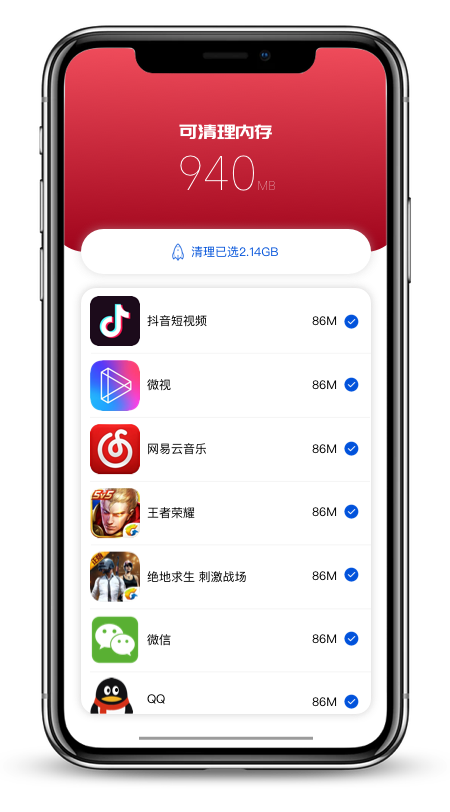 可清理内存
940MB
清理已选2.14GB
抖音短视频 86M
微视 86M
网易云音乐 86M
5v5
王者荣耀 86M
绝地求生 刺激战场 86M
微信 86M
QQ 86M